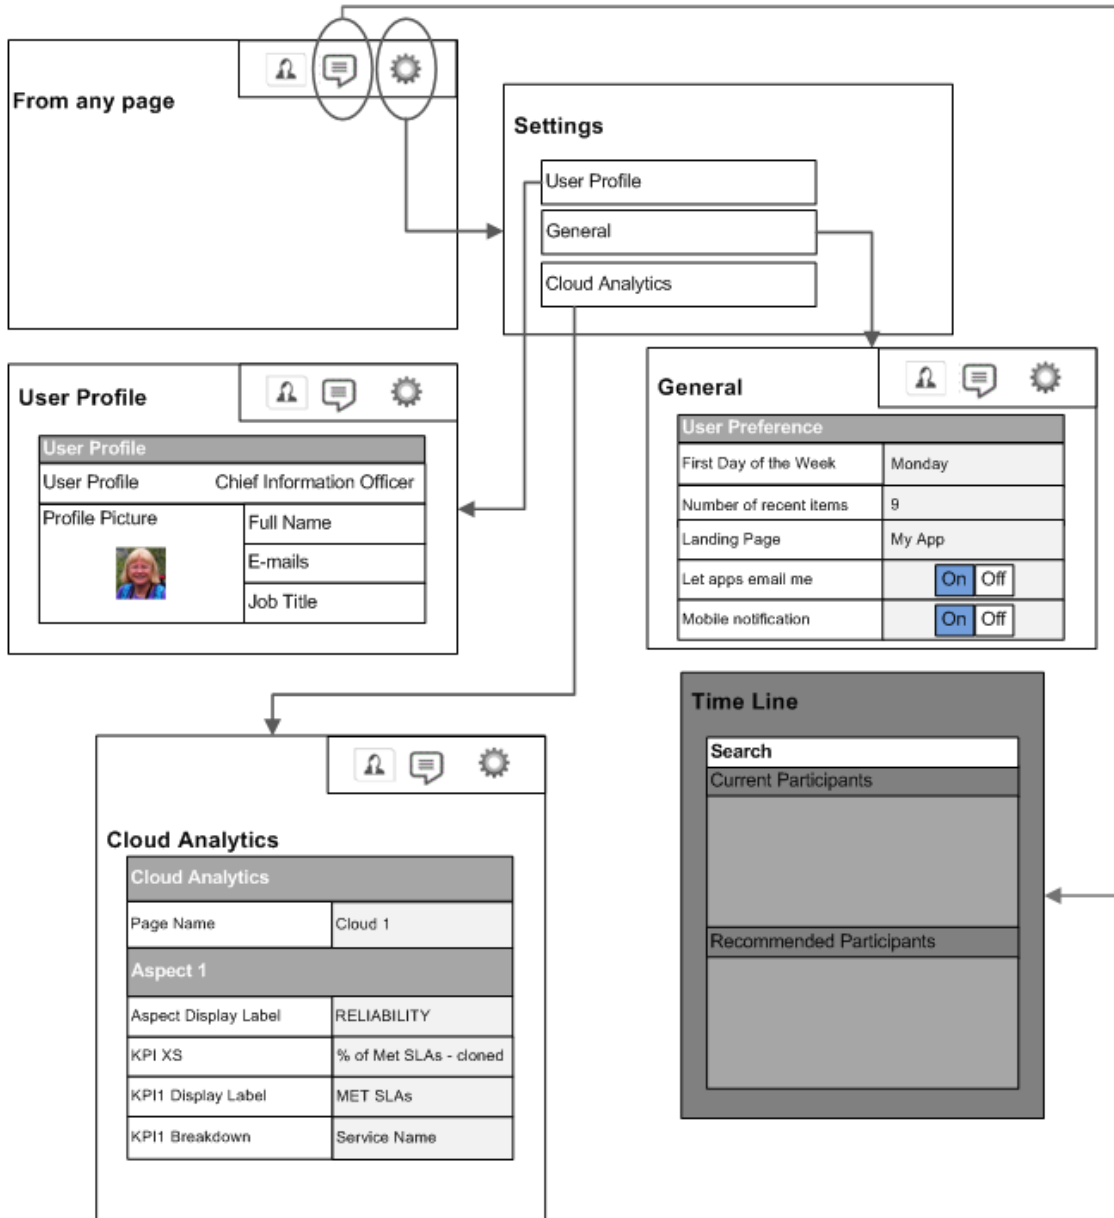 From any page
Settings
User Profile
General
Cloud Analytics
User Profile
User Profile
User Profile Chief Information Officer
Profile Picture Full Name
E-mails
Job Title
General
User Preference
First Day of the Week Monday
Number of recent items 9
Landing Page My App
Let apps email me On Off
Mobile notification On Off
Cloud Analytics
Cloud Analytics
Page Name Cloud 1
Aspect 1
Aspect Display Label RELIABILITY
KPI XS % of Met SLAs - cloned
KPI1 Display Label MET SLAs
KPI1 Breakdown Service Name
Time Line
Search
Current Participants
Recommended Participants